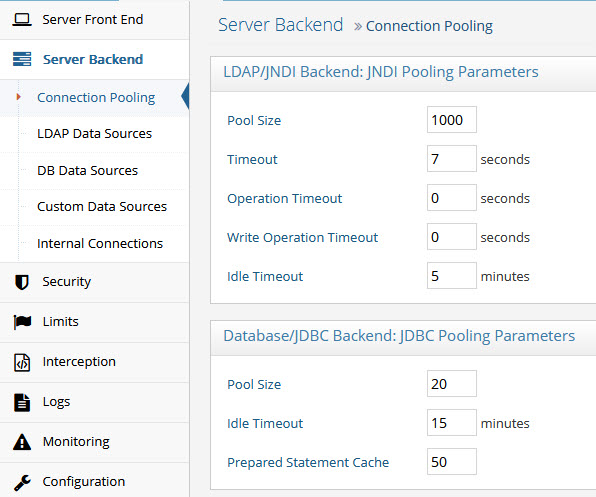 Server Front End
Server Backend
Connection Pooling
LDAP Data Sources
DB Data Sources
Custom Data Sources
Internal Connections
Security
Limits
Interception
Logs
Monitoring
Configuration
Server Backend » Connection Pooling
LDAP/JNDI Backend: JNDI Pooling Parameters
Pool Size 1000
Timeout 7 seconds
Operation Timeout 0 seconds
Write Operation Timeout 0 seconds
Idle Timeout 5 minutes
Database/JDBC Backend: JDBC Pooling Parameters
Pool Size 20
Idle Timeout 15 minutes
Prepared Statement Cache 50